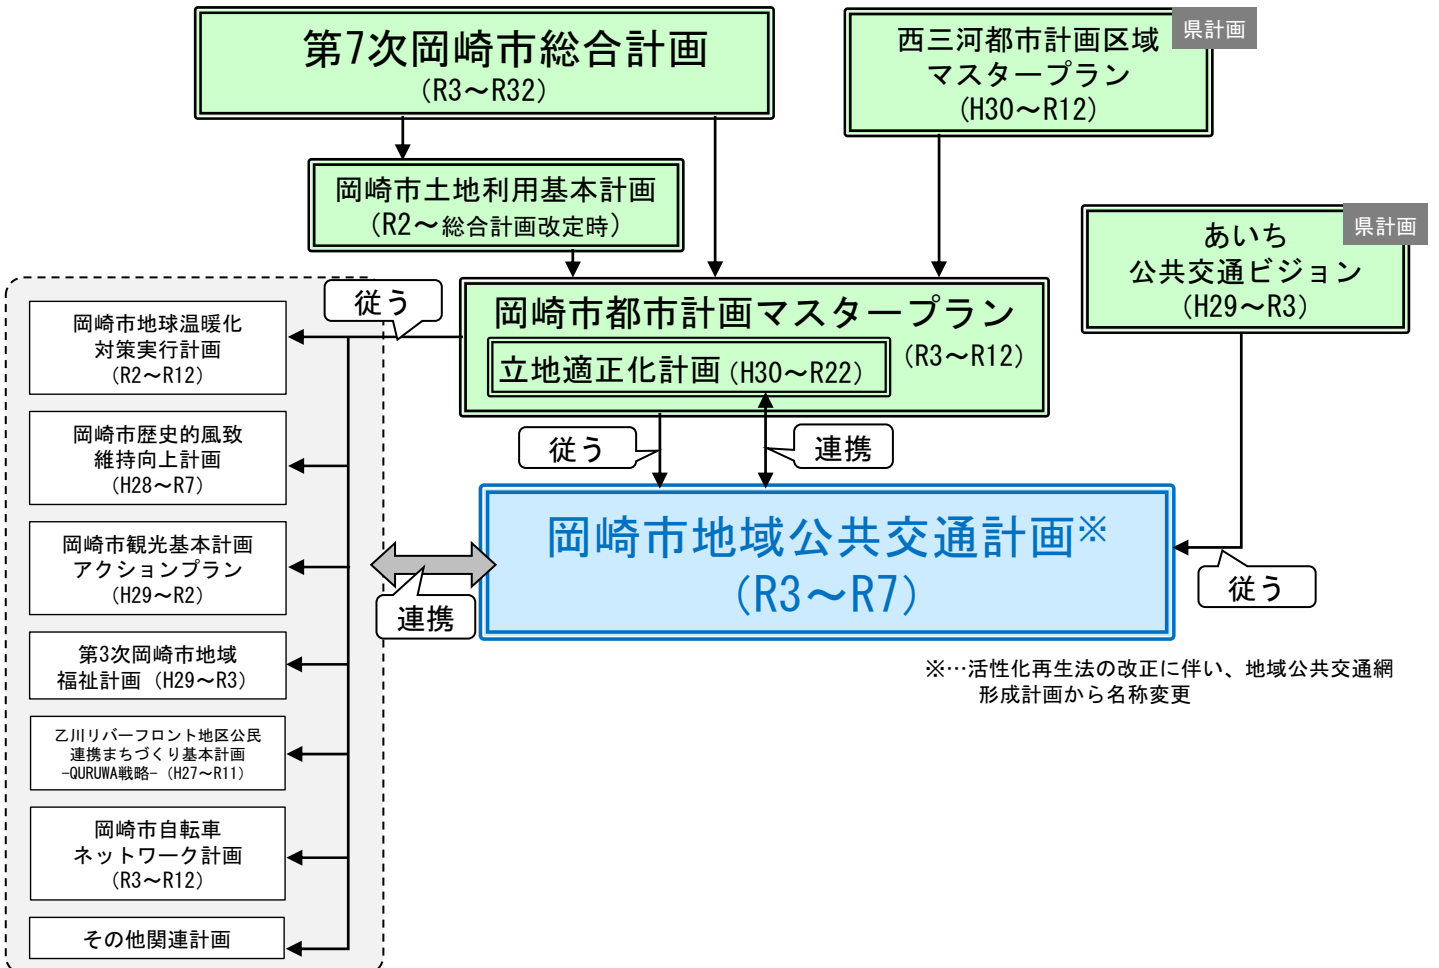 第7次岡崎市総合計画
(R3～R32)
県計画
西三河都市計画区域
マスタープラン
(H30～R12)
岡崎市土地利用基本計画
(R2～総合計画改定時)
県計画
あいち
公共交通ビジョン
(H29～R3)
従う
岡崎市都市計画マスタープラン
(R3～R12)
立地適正化計画(H30～R22)
従う
連携
岡崎市地域公共交通計画※
(R3～R7)
従う
連携
※…活性化再生法の改正に伴い、地域公共交通網
形成計画から名称変更
岡崎市地球温暖化
対策実行計画
(R2～R12)
岡崎市歴史的風致
維持向上計画
(H28～R7)
岡崎市観光基本計画
アクションプラン
(H29～R2)
第3次岡崎市地域
福祉計画(H29～R3)
乙川リバーフロント地区公民
連携まちづくり基本計画
-QURUWA戦略-(H27～R11)
岡崎市自転車
ネットワーク計画
(R3～R12)
その他関連計画